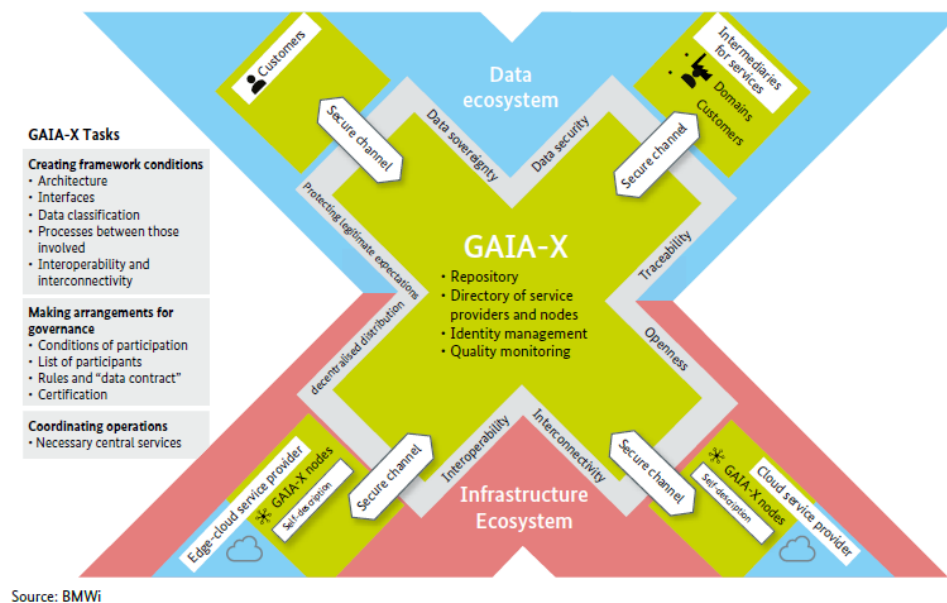 Customers
Secure channel
Data
ecosystem
Intermediaries
for services
Domains
Customers
Secure channel
Data sovereignty
Data security
GAIA-X Tasks
Creating framework conditions
• Architecture
• Interfaces
• Data classification
• Processes between those
involved
• Interoperability and
interconnectivity
Making arrangements for
governance
• Conditions of participation
• List of participants
• Rules and “data contract”
• Certification
Coordinating operations
• Necessary central services
Protecting legitimate expectations
decentralised distribution
GAIA-X
• Repository
• Directory of service
providers and nodes
• Identity management
• Quality monitoring
Traceability
Openness
Interoperability
Interconnectivity
Edge-cloud service provider
GAIA-X nodes
Self-description
Secure channel
Infrastructure
Ecosystem
Secure channel
Self-description
GAIA-X nodes
Cloud service provider
Source: BMWi